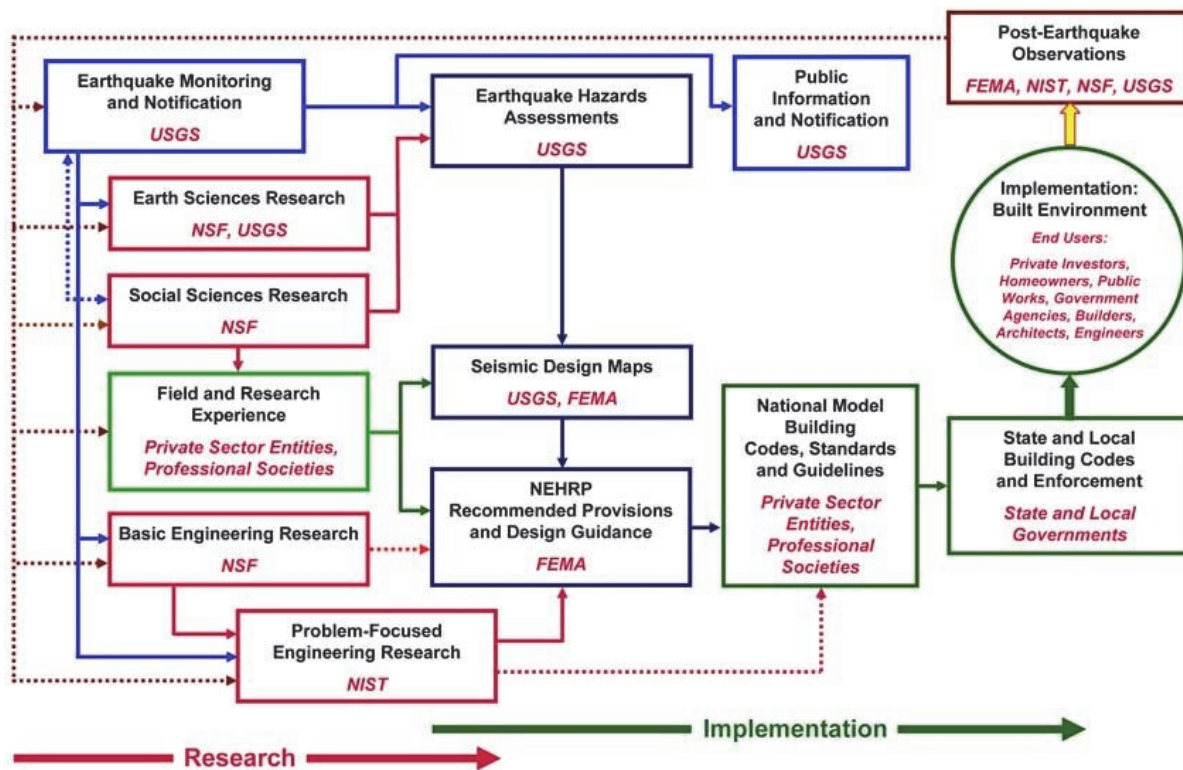 Earthquake Monitoring
and Notification
USGS
Earthquake Hazards
Assessments
USGS
Public
Information
and Notification
USGS
Post-Earthquake
Observations
FEMA, NIST, NSF, USGS
Earth Sciences Research
NSF, USGS
Social Sciences Research
NSF
Field and Research
Experience
Private Sector Entities,
Professional Societies
Basic Engineering Research
NSF
Problem-Focused
Engineering Research
NIST
Seismic Design Maps
USGS, FEMA
NEHRP
Recommended Provisions
and Design Guidance
FEMA
National Model
Building
Codes, Standards
and Guidelines
Private Sector
Entities,
Professional
Societies
State and Local
Building Codes
and Enforcement
State and Local
Governments
Implementation:
Built Environment
End Users:
Private Investors,
Homeowners, Public
Works, Government
Agencies, Builders,
Architects, Engineers
Implementation
Research